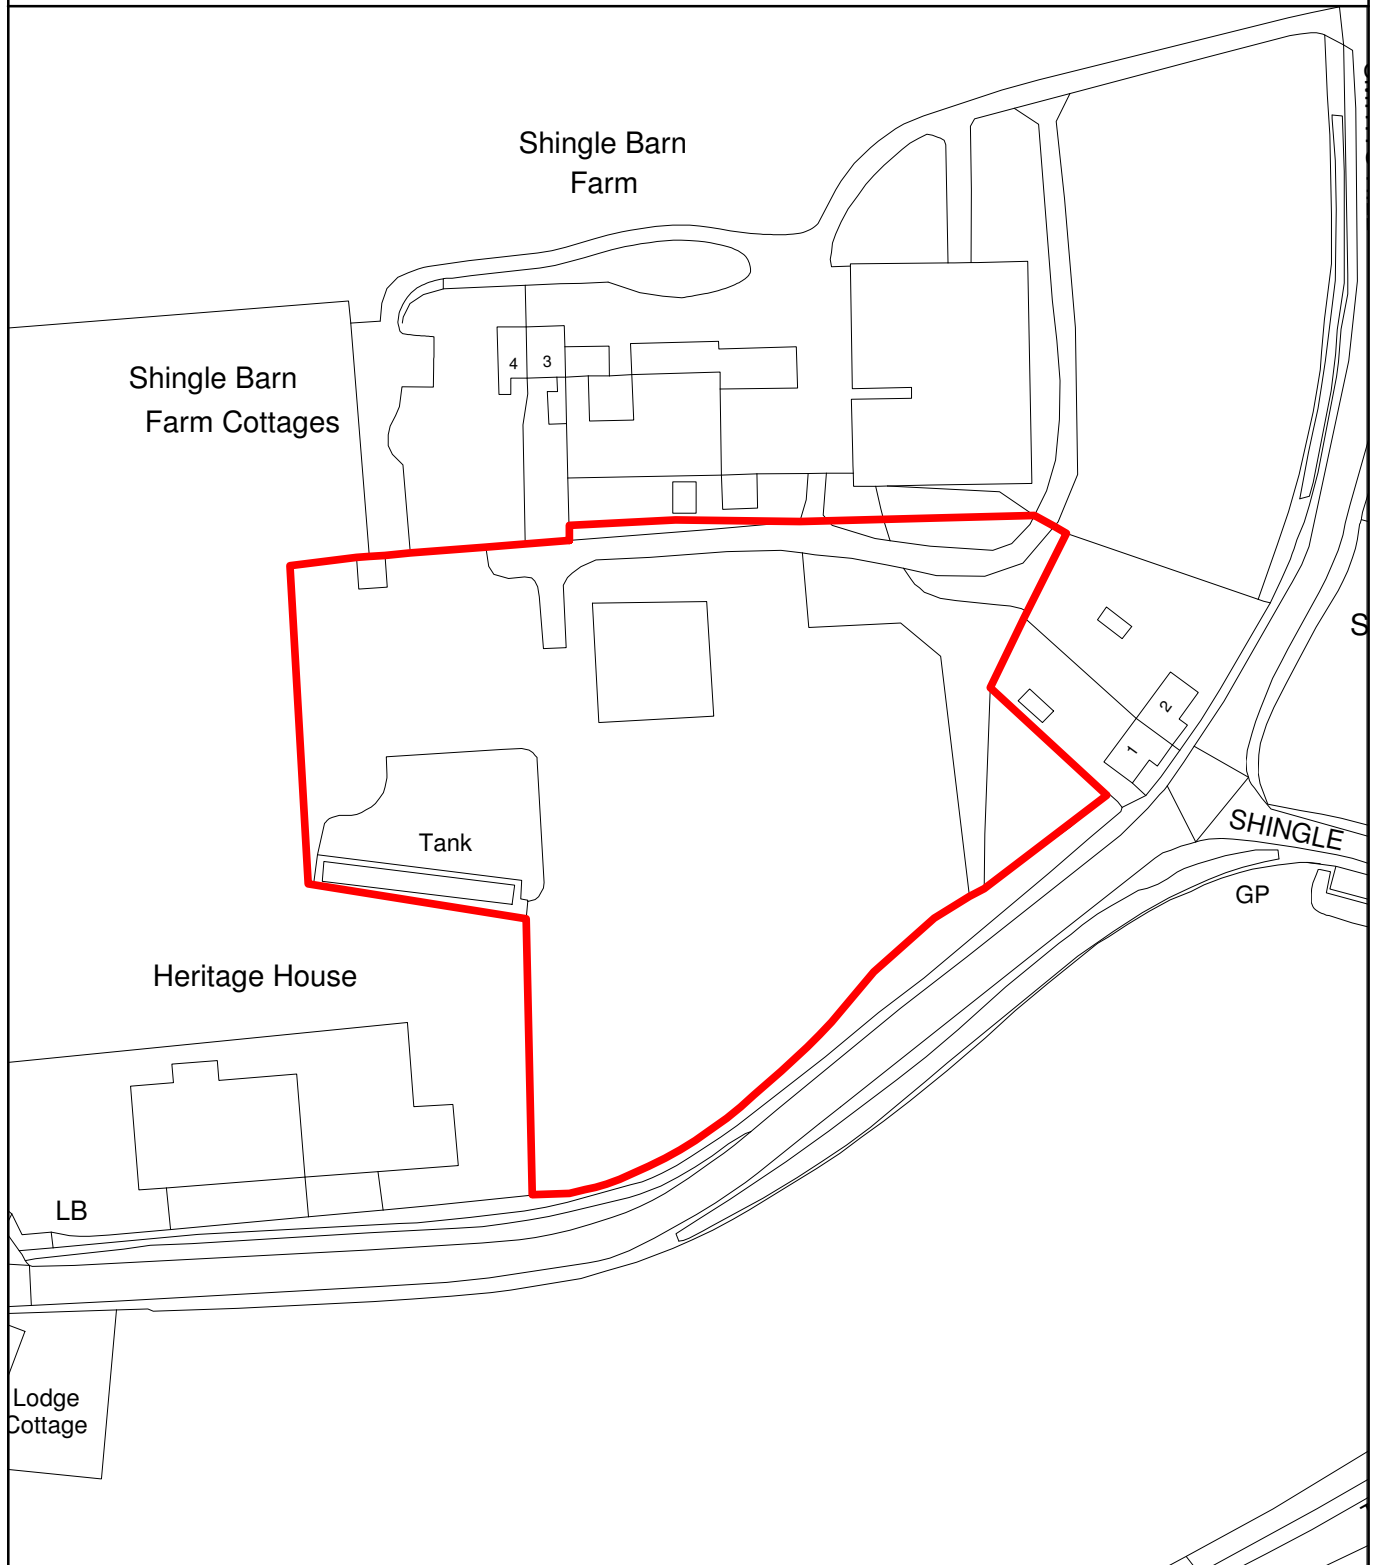 Shingle Barn
Farm
4
3
Shingle Barn
Farm Cottages
S
2
1
SHINGLE
Tank
GP
Heritage House
LB
Lodge
Cottage